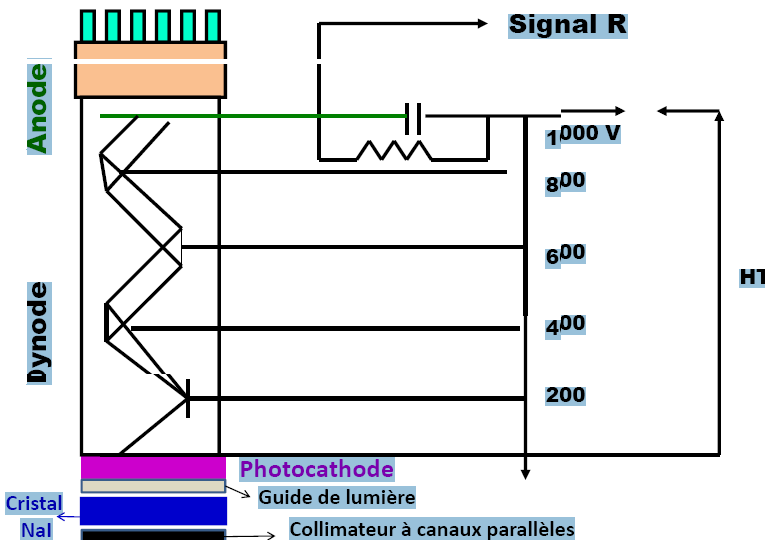 Signal R
Anode
1000 V
800
600
HT
Dynode
400
200
Photocathode
Guide de lumière
Cristal
NaI
Collimateur à canaux parallèles